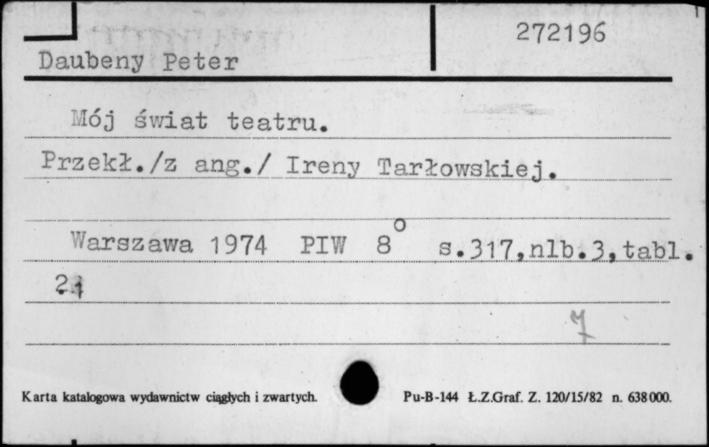 272196
Daubeny Peter
Mój świat teatru.
Przekł./z ang./ Ireny Tarłowskiej.
Warszawa 1974 PIW 8° s.317,nlb.3,tabl.
7
Karta katalogowa wydawnictw ciągłych i zwartych. Pu-B-144 Ł.Z.Graf. Z. 120/15/82 n. 638000.